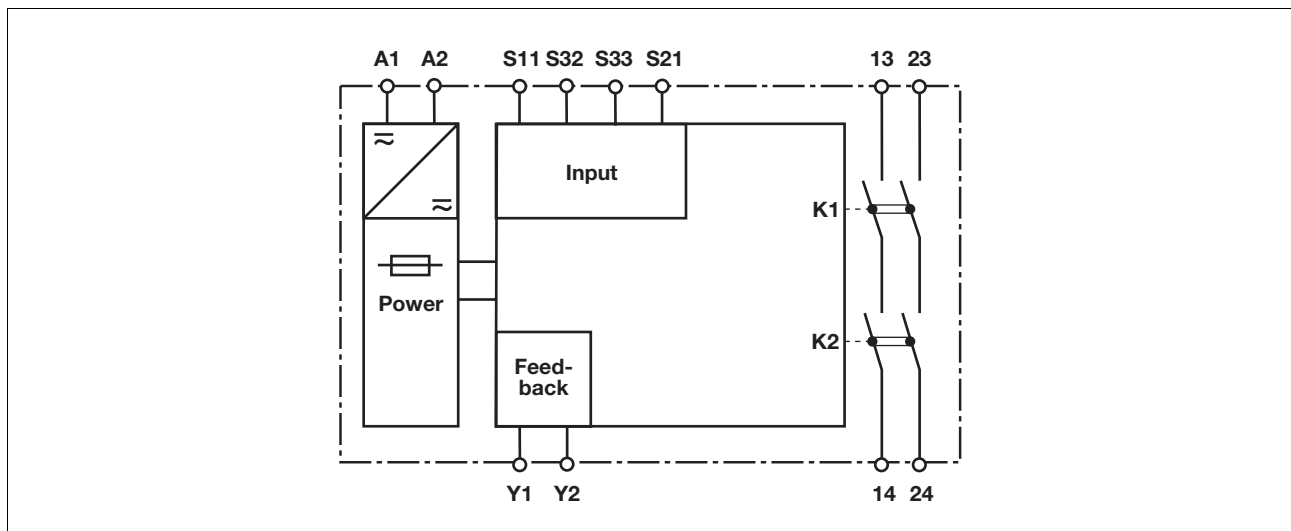 A1 A2 S11 S32 S33 S21 13 23
Input
K1
Power
K2
Feed-
back
Y1 Y2 14 24